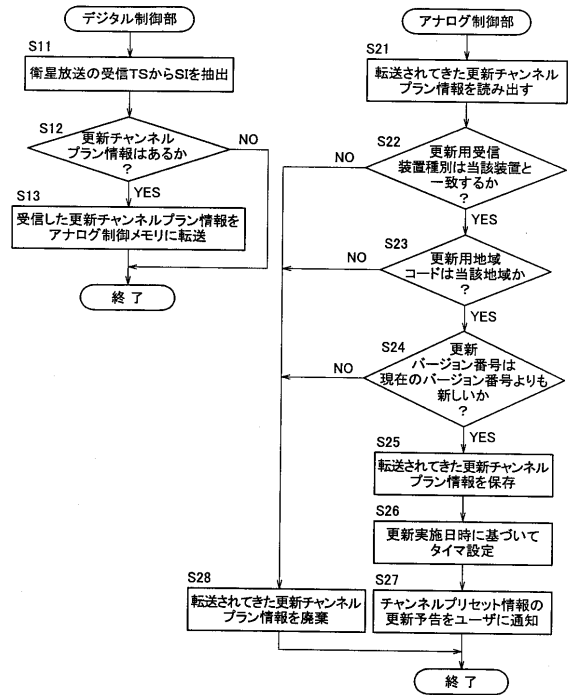 デジタル制御部
S11
衛星放送の受信TSからSIを抽出
S12
更新チャンネル
プラン情報はあるか
?
NO
YES
S13
受信した更新チャンネルプラン情報を
アナログ制御メモリに転送
終了
アナログ制御部
S21
転送されてきた更新チャンネル
プラン情報を読み出す
S22
更新用受信
装置種別は当該装置と
一致するか
?
NO
YES
S23
更新用地域
コードは当該地域か
?
NO
YES
S24
更新
バージョン番号は
現在のバージョン番号よりも
新しいか
?
NO
YES
S25
転送されてきた更新チャンネル
プラン情報を保存
S26
更新実施日時に基づいて
タイマ設定
S27
チャンネルプリセット情報の
更新予告をユーザに通知
S28
転送されてきた更新チャンネル
プラン情報を廃棄
終了